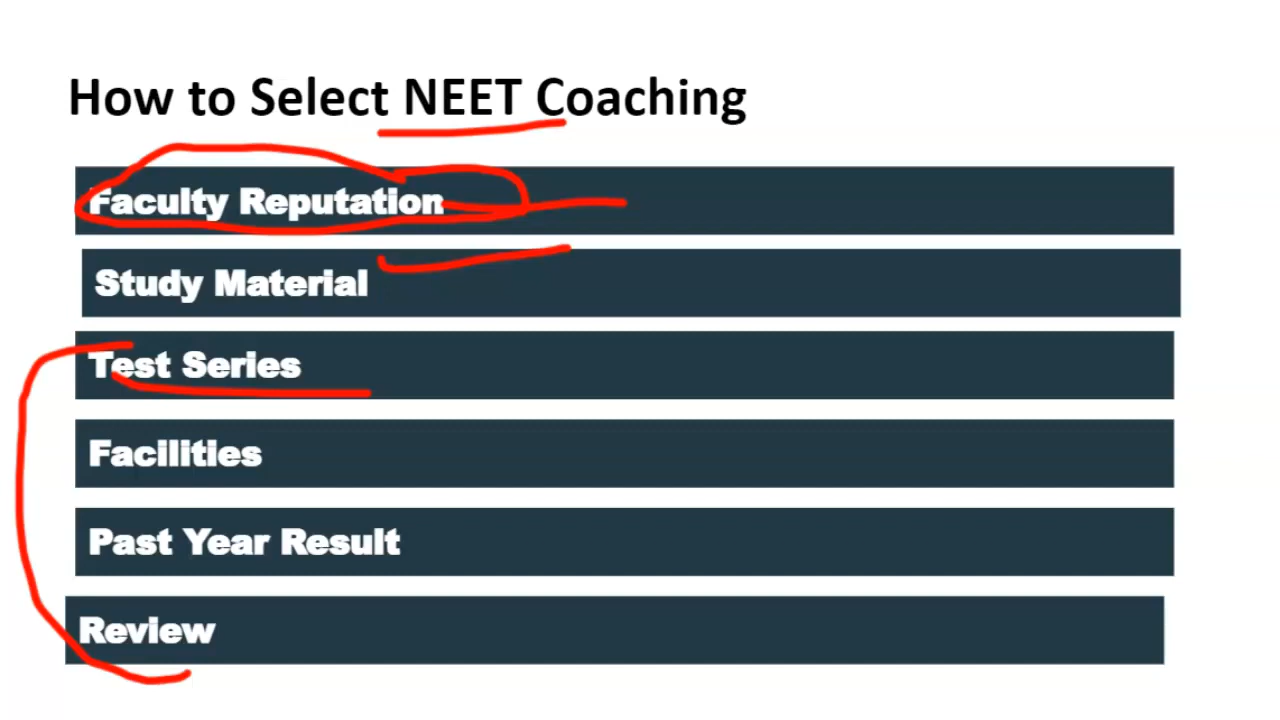 How to Select NEET Coaching
Faculty Reputation
Study Material
Test Series
Facilities
Past Year Result
Review